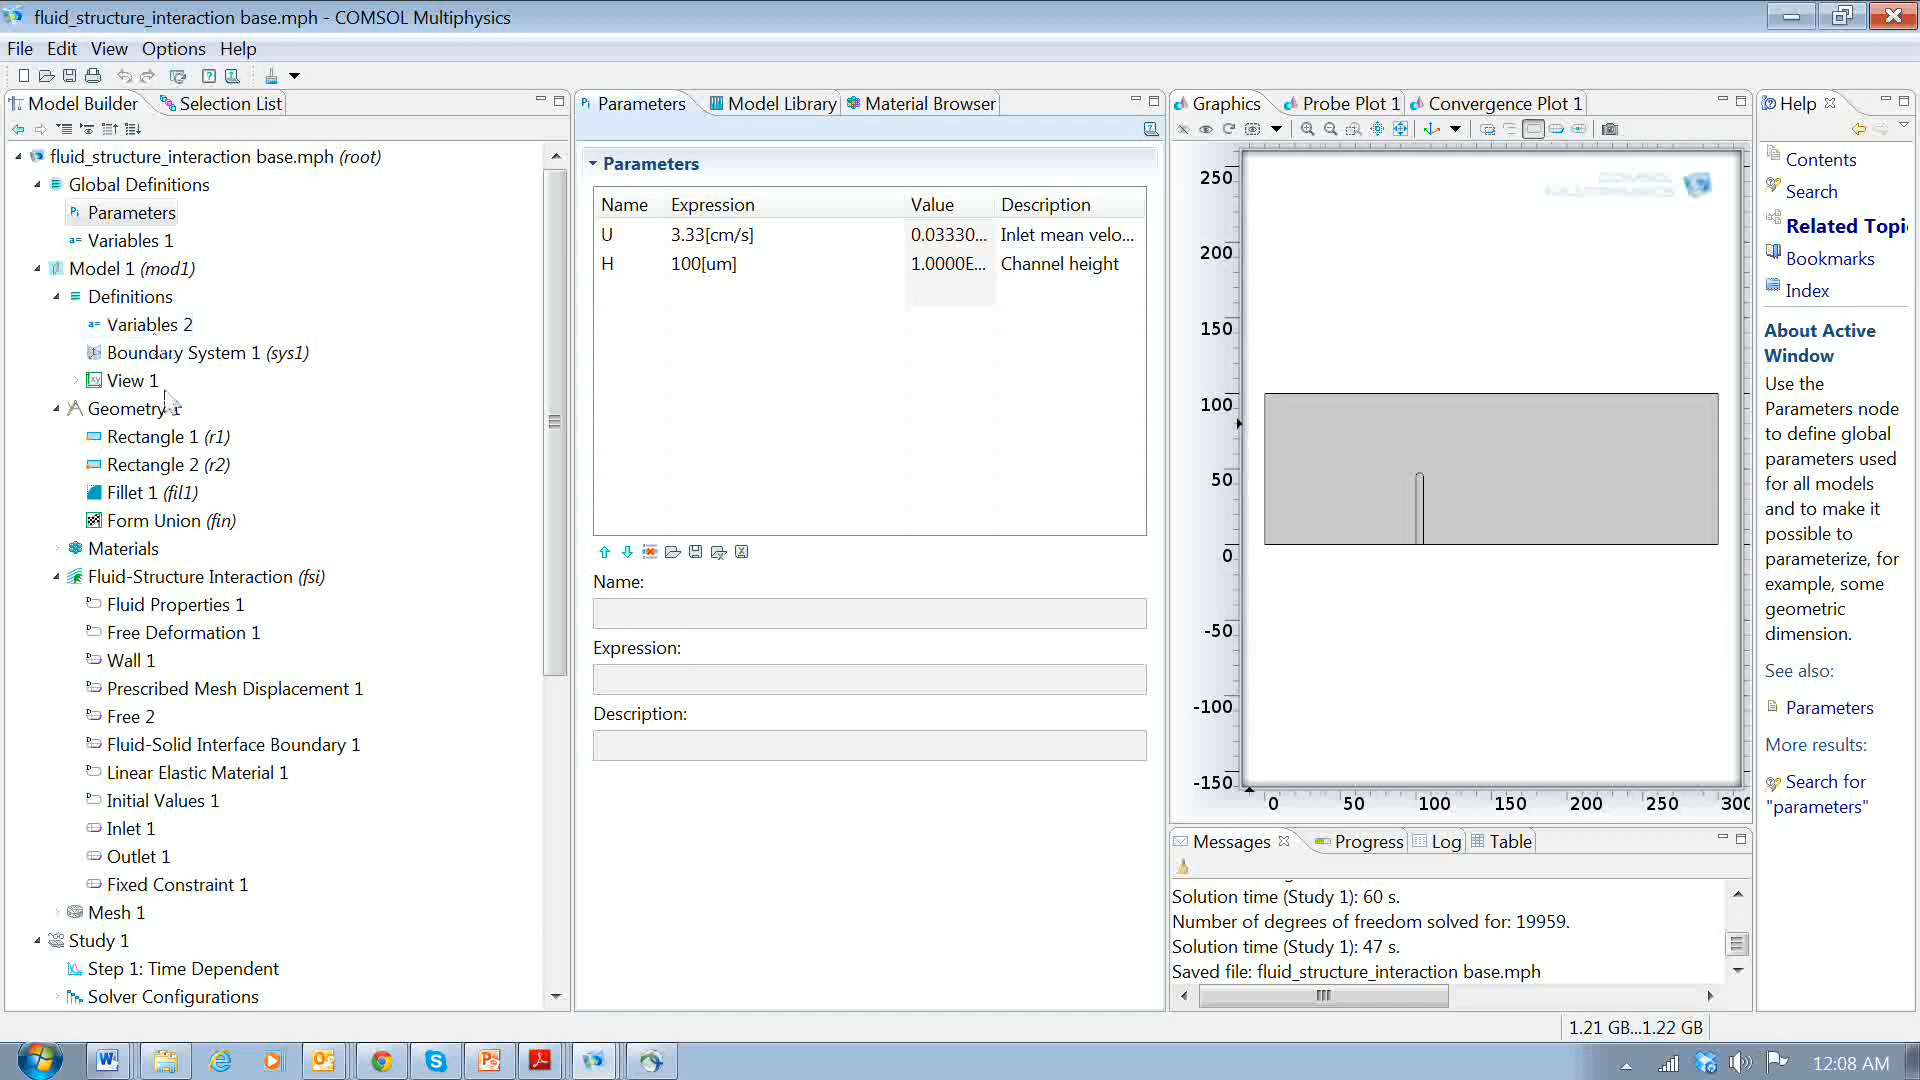 fluid_structure_interaction base.mph - COMSOL Multiphysics
File Edit View Options Help
Model Builder Selection List
fluid_structure_interaction base.mph (root)
Global Definitions
Parameters
Variables 1
Model 1 (mod1)
Definitions
Variables 2
Boundary System 1 (sys1)
View 1
Geometry 1
Rectangle 1 (r1)
Rectangle 2 (r2)
Fillet 1 (fil1)
Form Union (fin)
Materials
Fluid-Structure Interaction (fsi)
Fluid Properties 1
Free Deformation 1
Wall 1
Prescribed Mesh Displacement 1
Free 2
Fluid-Solid Interface Boundary 1
Linear Elastic Material 1
Initial Values 1
Inlet 1
Outlet 1
Fixed Constraint 1
Mesh 1
Study 1
Step 1: Time Dependent
Solver Configurations
Parameters Model Library Material Browser
Parameters
Name Expression Value Description
U 3.33[cm/s] 0.03330... Inlet mean velo...
H 100[um] 1.0000E... Channel height
Name:
Expression:
Description:
Graphics Probe Plot 1 Convergence Plot 1
COMSOL
MULTIPHYSICS
250
200
150
100
50
0
-50
-100
-150
0 50 100 150 200 250 300
Messages Progress Log Table
Solution time (Study 1): 60 s.
Number of degrees of freedom solved for: 19959.
Solution time (Study 1): 47 s.
Saved file: fluid_structure_interaction base.mph
Help
Contents
Search
Related Topi
Bookmarks
Index
About Active
Window
Use the
Parameters node
to define global
parameters used
for all models
and to make it
possible to
parameterize, for
example, some
geometric
dimension.
See also:
Parameters
More results:
Search for
"parameters"
1.21 GB...1.22 GB
12:08 AM